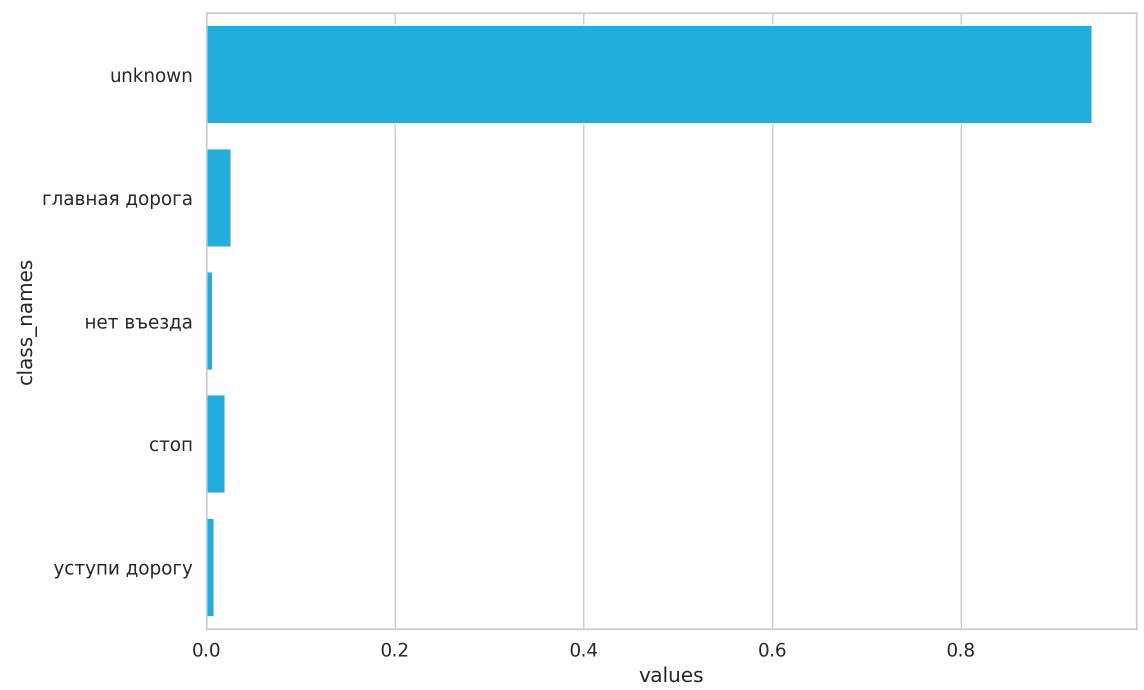 unknown
главная дорога
нет въезда
стоп
уступи дорогу
class_names
0.0 0.2 0.4 0.6 0.8
values